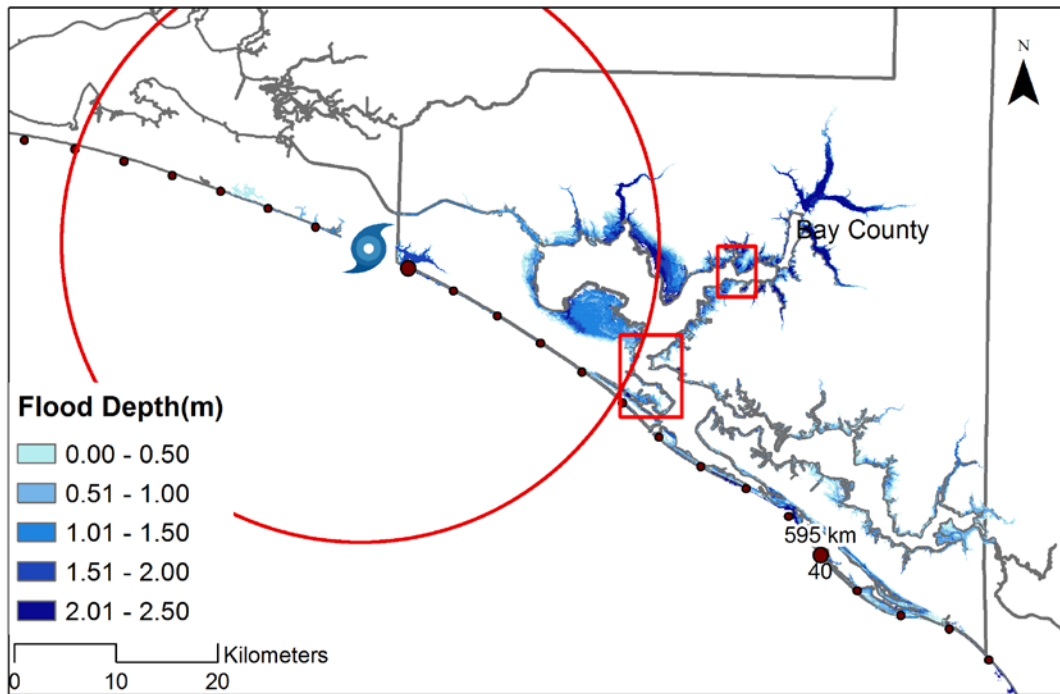 N
Bay County
595 km
40
Flood Depth(m)
0.00 - 0.50
0.51 - 1.00
1.01 - 1.50
1.51 - 2.00
2.01 - 2.50
Kilometers
0 10 20